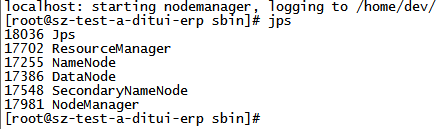 localhost: starting nodemanager, logging to /home/dev/
[root@sz-test-a-ditui-erp sbin]# jps
18036 Jps
17702 ResourceManager
17255 NameNode
17386 DataNode
17548 SecondaryNameNode
17981 NodeManager
[root@sz-test-a-ditui-erp sbin]#